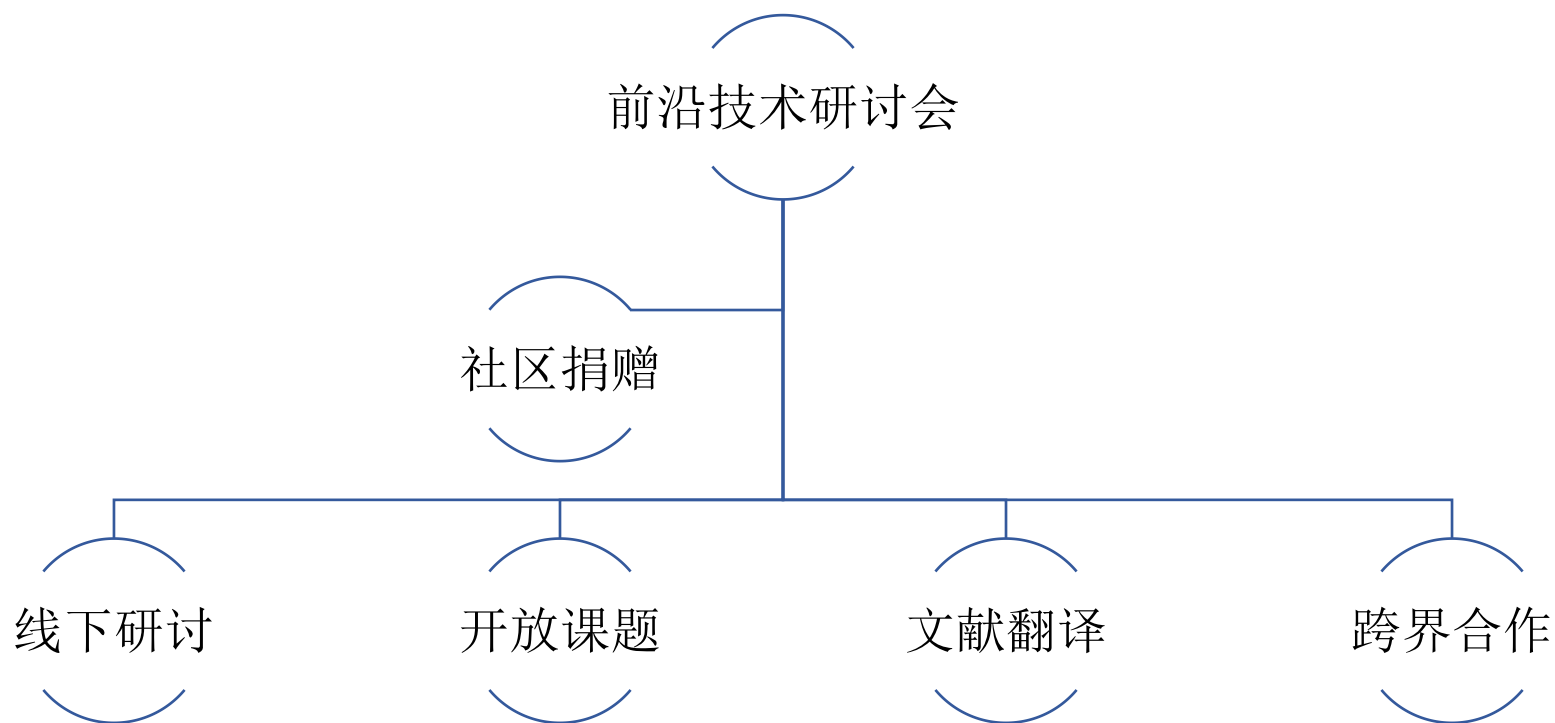 前沿技术研讨会
社区捐赠
线下研讨
开放课题
文献翻译
跨界合作